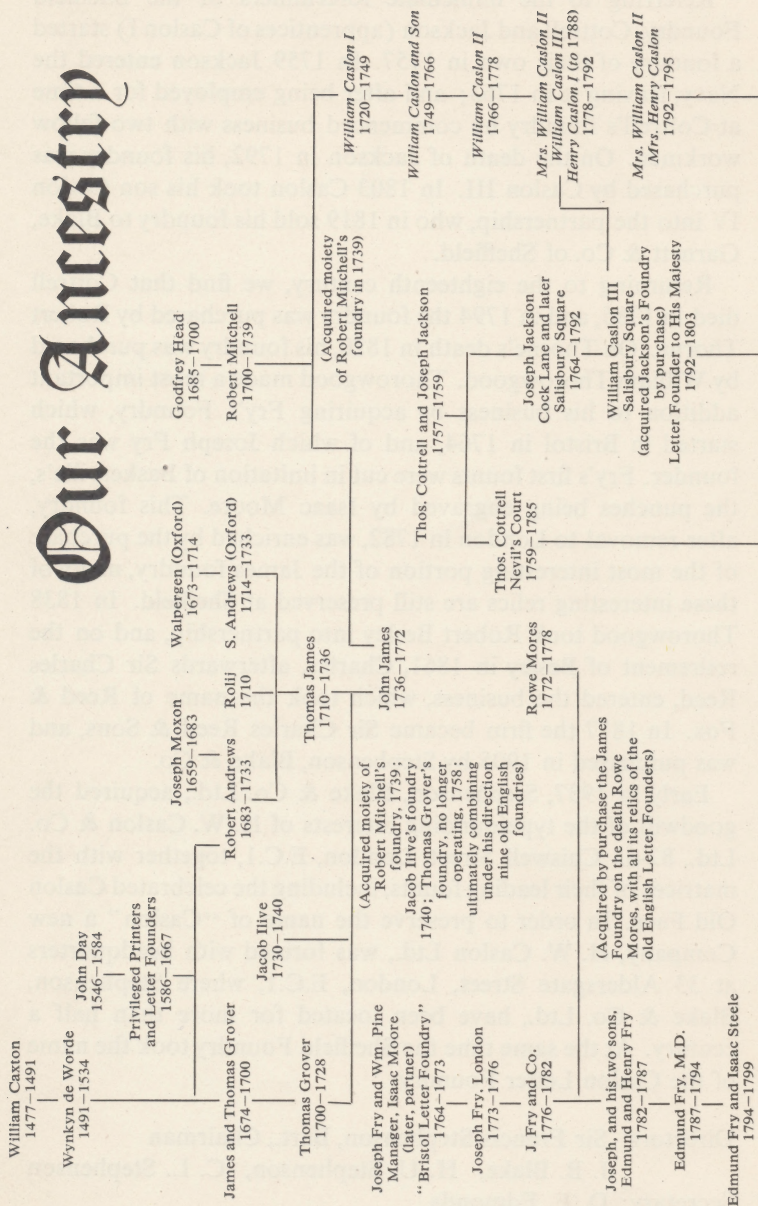 Our Ancestry
William Caxton
1477–1491
Wynkyn de Worde
1491–1534
John Day
1546–1584
Privileged Printers
and Letter Founders
1586–1667
James and Thomas Grover
1674–1700
Thomas Grover
1700–1728
Jacob Ilive
1730–1740
Joseph Moxon
1659–1683
Robert Andrews
1683–1733
Rolij
1710
Walpergen (Oxford)
1673–1714
S. Andrews (Oxford)
1714–1733
Thomas James
1710–1736
John James
1736–1772
(Acquired moiety of
Robert Mitchell's
foundry, 1739;
Jacob Ilive's foundry
1740; Thomas Grover's
foundry, no longer
operating, 1758;
ultimately combining
under his direction
nine old English
foundries)
Rowe Mores
1772–1778
Godfrey Head
1685–1700
Robert Mitchell
1700–1739
(Acquired moiety
of Robert Mitchell's
foundry in 1739)
William Caslon I
1720–1749
William Caslon and Son
1749–1766
William Caslon II
1766–1778
Mrs. William Caslon II
William Caslon III
Henry Caslon I (to 1788)
1778–1792
Mrs. William Caslon II
Mrs. Henry Caslon
1792–1795
Thos. Cottrell and Joseph Jackson
1757–1759
Thos. Cottrell
Nevil's Court
1759–1785
Joseph Jackson
Cock Lane and later
Salisbury Square
1764–1792
William Caslon III
Salisbury Square
(acquired Jackson's Foundry
by purchase)
Letter Founder to His Majesty
1792–1803
Joseph Fry and Wm. Pine
Manager, Isaac Moore
(later, partner)
"Bristol Letter Foundry"
1764–1773
Joseph Fry, London
1773–1776
J. Fry and Co.
1776–1782
Joseph, and his two sons,
Edmund and Henry Fry
1782–1787
(Acquired by purchase the James
Foundry on the death Rowe
Mores, with all its relics of the
old English Letter Founders)
Edmund Fry, M.D.
1787–1794
Edmund Fry and Isaac Steele
1794–1799